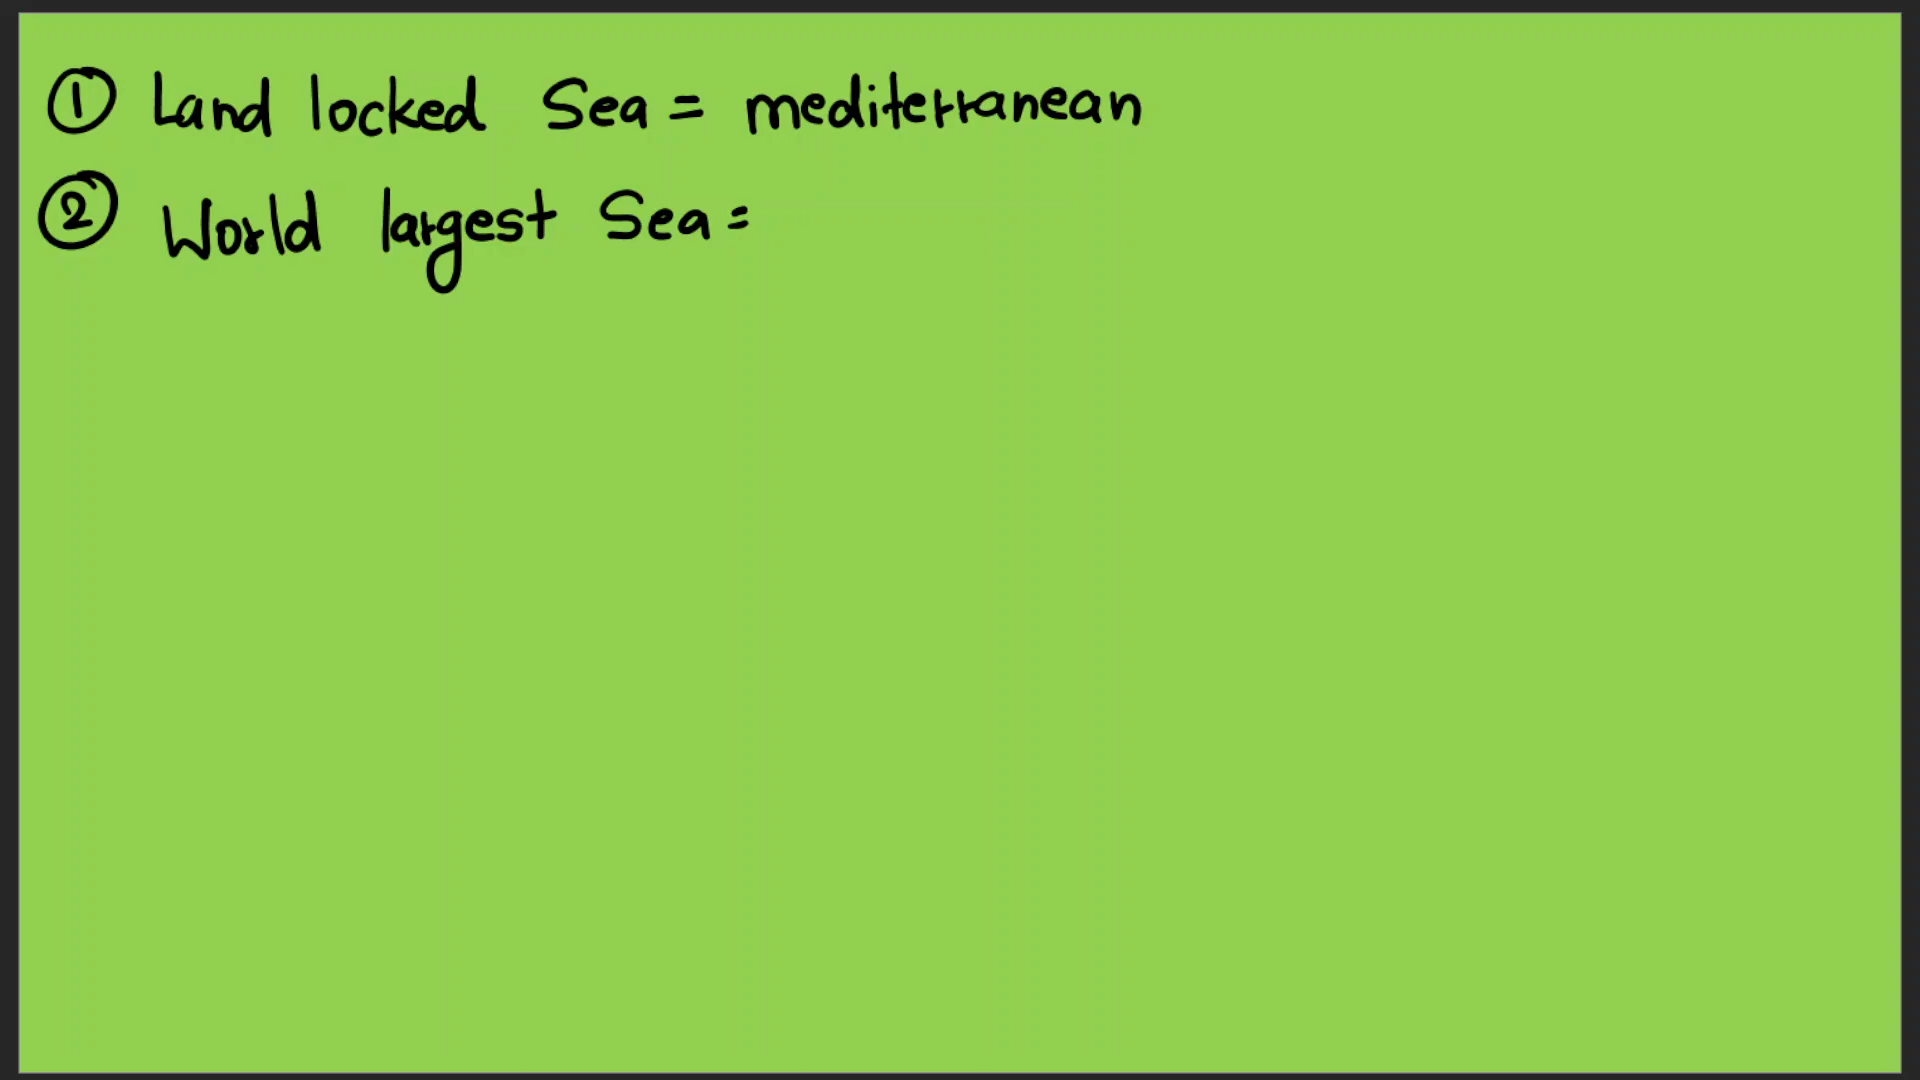 ① Land locked Sea = mediterranean
② World largest Sea =